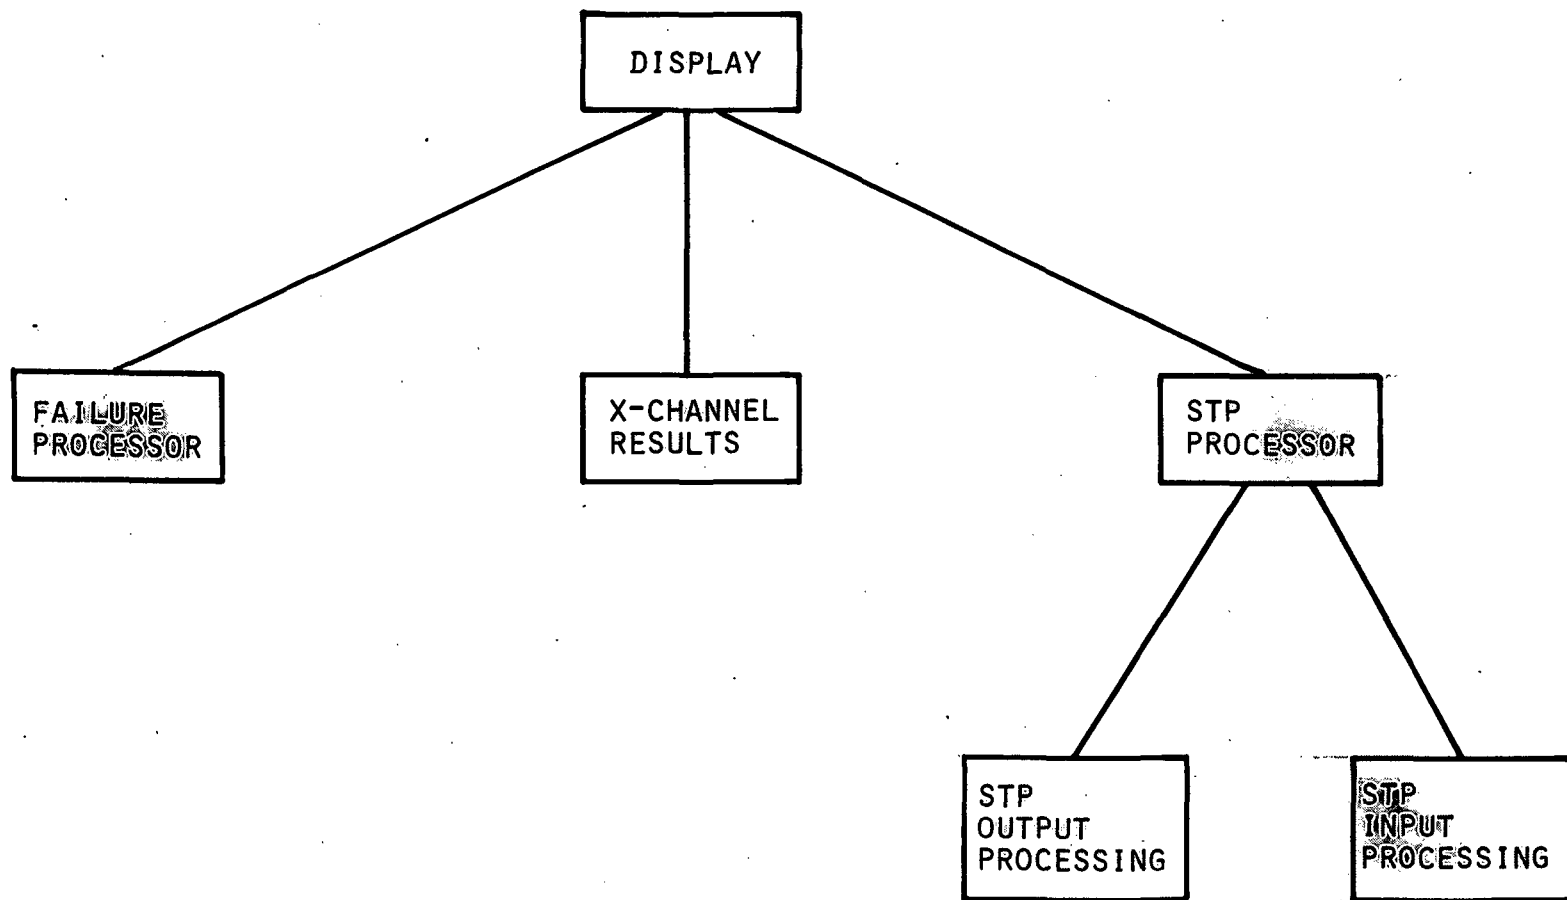 DISPLAY
FAILURE
PROCESSOR
X-CHANNEL
RESULTS
STP
PROCESSOR
STP
OUTPUT
PROCESSING
STP
INPUT
PROCESSING